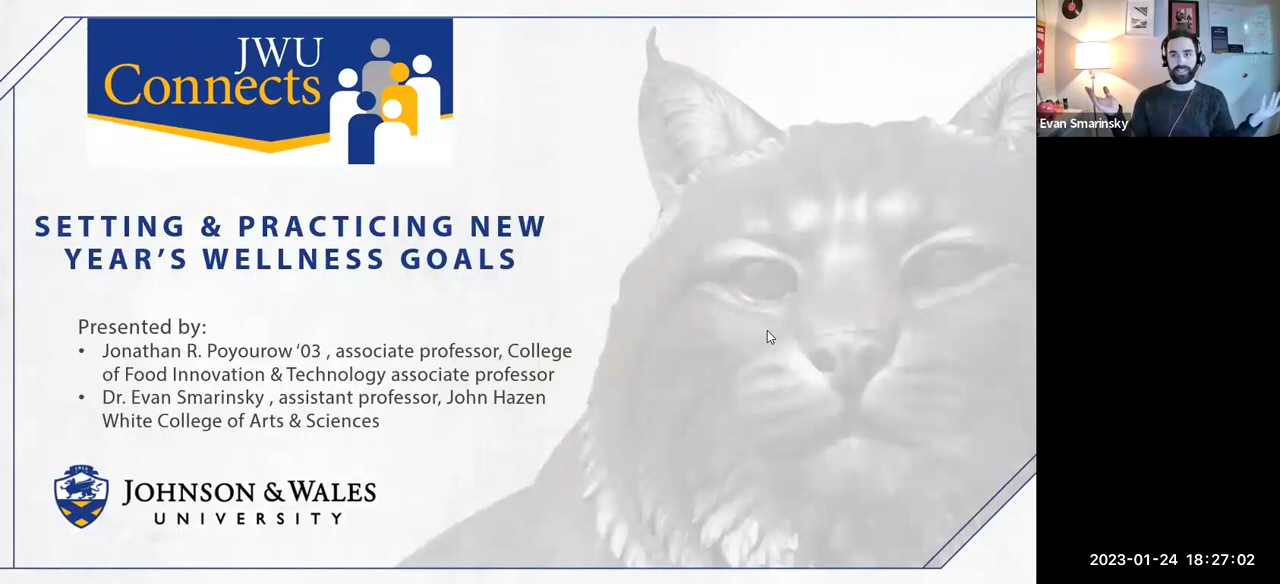 JWU
Connects
SETTING & PRACTICING NEW
YEAR'S WELLNESS GOALS
Presented by:
• Jonathan R. Poyourow '03 , associate professor, College
of Food Innovation & Technology associate professor
• Dr. Evan Smarinsky , assistant professor, John Hazen
White College of Arts & Sciences
1914
JOHNSON & WALES
UNIVERSITY
Evan Smarinsky
2023-01-24 18:27:02